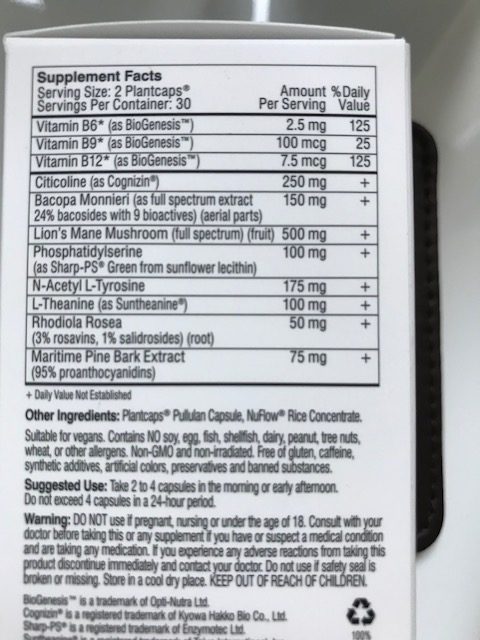 Supplement Facts
Serving Size: 2 Plantcaps®
Servings Per Container: 30
Amount Per Serving
%Daily Value
Vitamin B6* (as BioGenesis™) 2.5 mg 125
Vitamin B9* (as BioGenesis™) 100 mcg 25
Vitamin B12* (as BioGenesis™) 7.5 mcg 125
Citicoline (as Cognizin®) 250 mg +
Bacopa Monnieri (as full spectrum extract 150 mg +
24% bacosides with 9 bioactives) (aerial parts)
Lion's Mane Mushroom (full spectrum) (fruit) 500 mg +
Phosphatidylserine 100 mg +
(as Sharp-PS® Green from sunflower lecithin)
N-Acetyl L-Tyrosine 175 mg +
L-Theanine (as Suntheanine®) 100 mg +
Rhodiola Rosea 50 mg +
(3% rosavins, 1% salidrosides) (root)
Maritime Pine Bark Extract 75 mg +
(95% proanthocyanidins)
+ Daily Value Not Established
Other Ingredients: Plantcaps® Pullulan Capsule, NuFlow® Rice Concentrate.
Suitable for vegans. Contains NO soy, egg, fish, shellfish, dairy, peanut, tree nuts,
wheat, or other allergens. Non-GMO and non-irradiated. Free of gluten, caffeine,
synthetic additives, artificial colors, preservatives and banned substances.
Suggested Use: Take 2 to 4 capsules in the morning or early afternoon.
Do not exceed 4 capsules in a 24-hour period.
Warning: DO NOT use if pregnant, nursing or under the age of 18. Consult with your
doctor before taking this or any supplement if you have or suspect a medical condition
and are taking any medication. If you experience any adverse reactions from taking this
product discontinue immediately and contact your doctor. Do not use if safety seal is
broken or missing. Store in a cool dry place. KEEP OUT OF REACH OF CHILDREN.
BioGenesis™ is a trademark of Opti-Nutra Ltd.
Cognizin® is a registered trademark of Kyowa Hakko Bio Co., Ltd.
Sharp-PS® is a registered trademark of Enzymotec Ltd.
100%